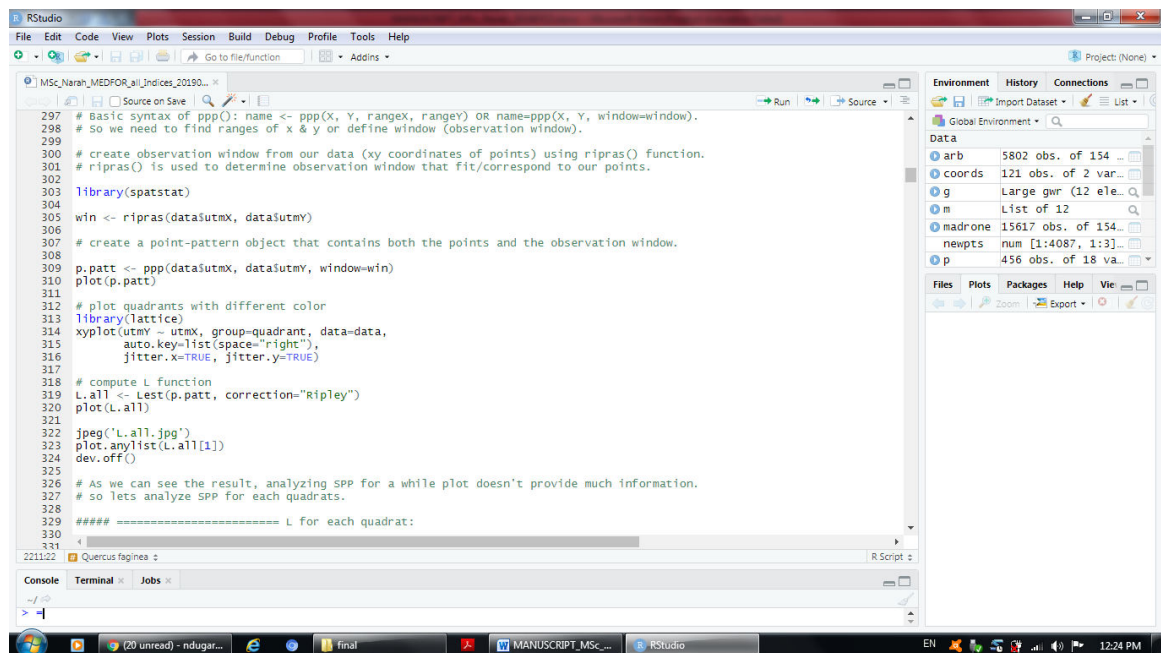 RStudio
File Edit Code View Plots Session Build Debug Profile Tools Help
Go to file/function Addins Project: (None)
MSc_Narah_MEDFOR_all_Indices_20190...
Source on Save Run Source
297 # Basic syntax of ppp(): name <- ppp(X, Y, rangeX, rangeY) OR name=ppp(X, Y, window=window).
298 # So we need to find ranges of x & y or define window (observation window).
299
300 # create observation window from our data (xy coordinates of points) using ripras() function.
301 # ripras() is used to determine observation window that fit/correspond to our points.
302
303 library(spatstat)
304
305 win <- ripras(data$utmX, data$utmY)
306
307 # create a point-pattern object that contains both the points and the observation window.
308
309 p.patt <- ppp(data$utmX, data$utmY, window=win)
310 plot(p.patt)
311
312 # plot quadrants with different color
313 library(lattice)
314 xyplot(utmY ~ utmX, group=quadrant, data=data,
315 auto.key=list(space="right"),
316 jitter.x=TRUE, jitter.y=TRUE)
317
318 # compute L function
319 L.all <- Lest(p.patt, correction="Ripley")
320 plot(L.all)
321
322 jpeg('L.all.jpg')
323 plot.anylist(L.all[1])
324 dev.off()
325
326 # As we can see the result, analyzing SPP for a while plot doesn't provide much information.
327 # so lets analyze SPP for each quadrats.
328
329 ##### ======================== L for each quadrat:
330
331
2211:22 Quercus faginea R Script
Console Terminal Jobs
~/
> =
Environment History Connections
Import Dataset List
Global Environment
Data
arb 5802 obs. of 154 ...
coords 121 obs. of 2 var...
g Large gwr (12 ele...
m List of 12
madrone 15617 obs. of 154...
newpts num [1:4087, 1:3]...
p 456 obs. of 18 va...
Files Plots Packages Help Vie
Zoom Export
(20 unread) - ndugar... final MANUSCRIPT_MSc_... RStudio EN 12:24 PM